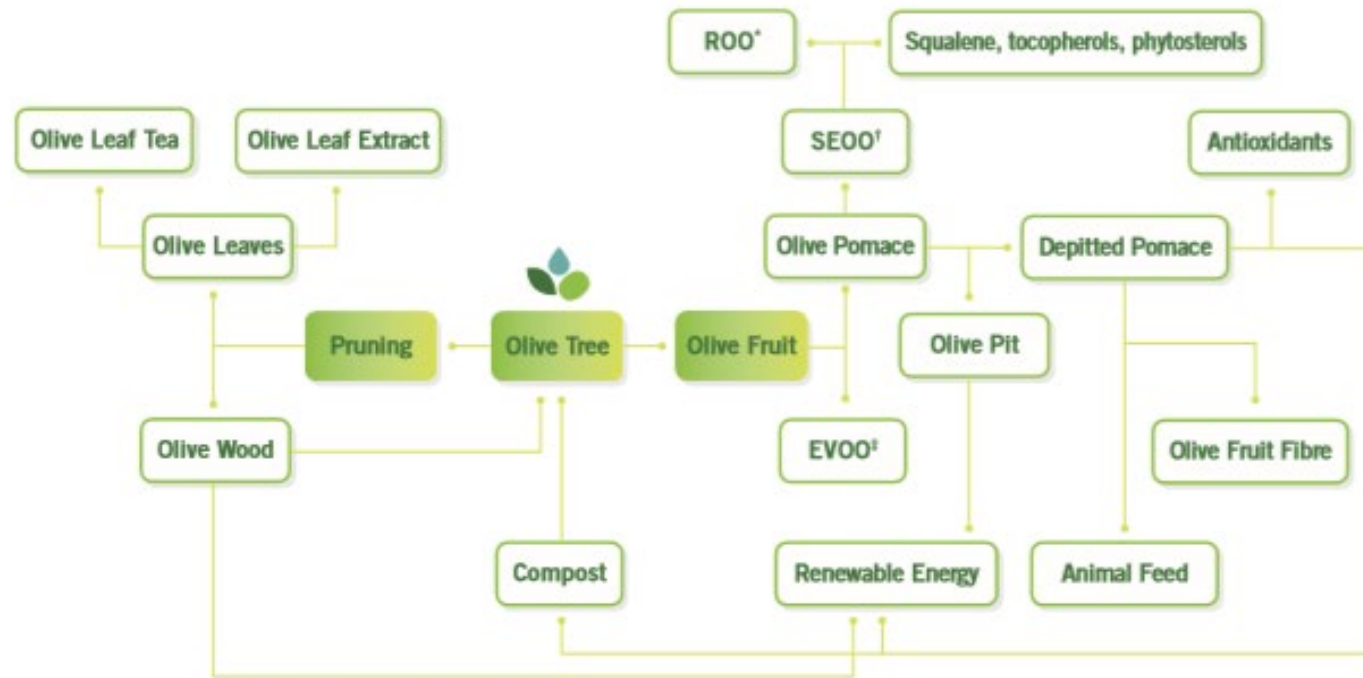 ROO*
Squalene, tocopherols, phytosterols
Olive Leaf Tea
Olive Leaf Extract
SEOO†
Antioxidants
Olive Leaves
Olive Pomace
Depitted Pomace
Pruning
Olive Tree
Olive Fruit
Olive Pit
Olive Wood
EVOO‡
Olive Fruit Fibre
Compost
Renewable Energy
Animal Feed